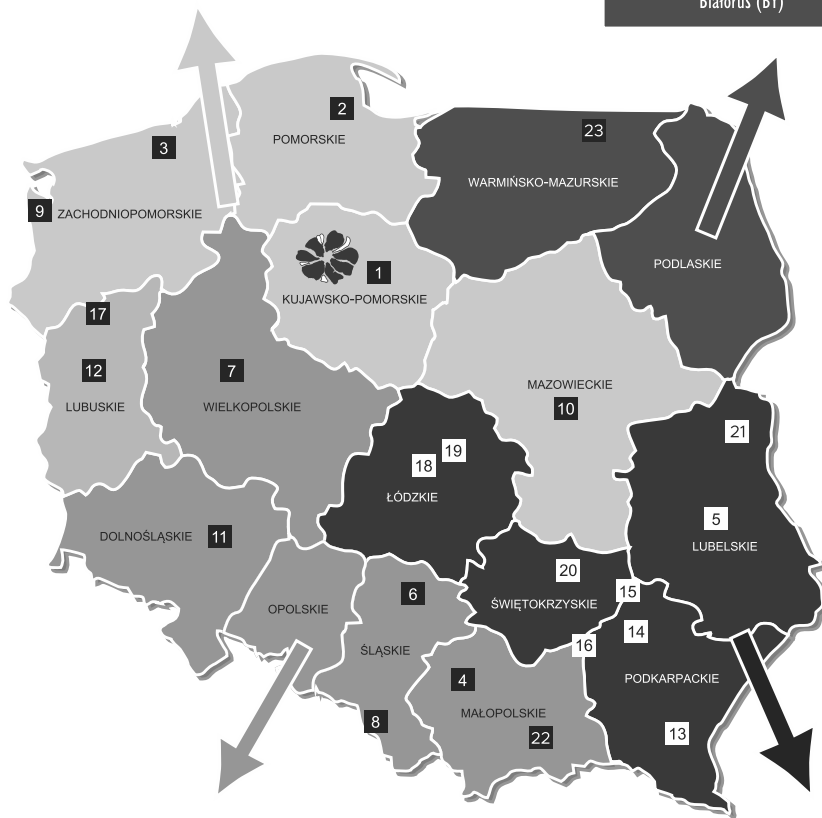 Białoruś (BY)
2
POMORSKIE
3
23
WARMIŃSKO-MAZURSKIE
9
ZACHODNIOPOMORSKIE
1
KUJAWSKO-POMORSKIE
PODLASKIE
17
12
LUBUSKIE
7
WIELKOPOLSKIE
MAZOWIECKIE
10
21
19
18
ŁÓDZKIE
5
LUBELSKIE
DOLNOŚLĄSKIE
11
20
ŚWIĘTOKRZYSKIE
15
6
OPOLSKIE
ŚLĄSKIE
14
16
4
PODKARPACKIE
MAŁOPOLSKIE
8
22
13